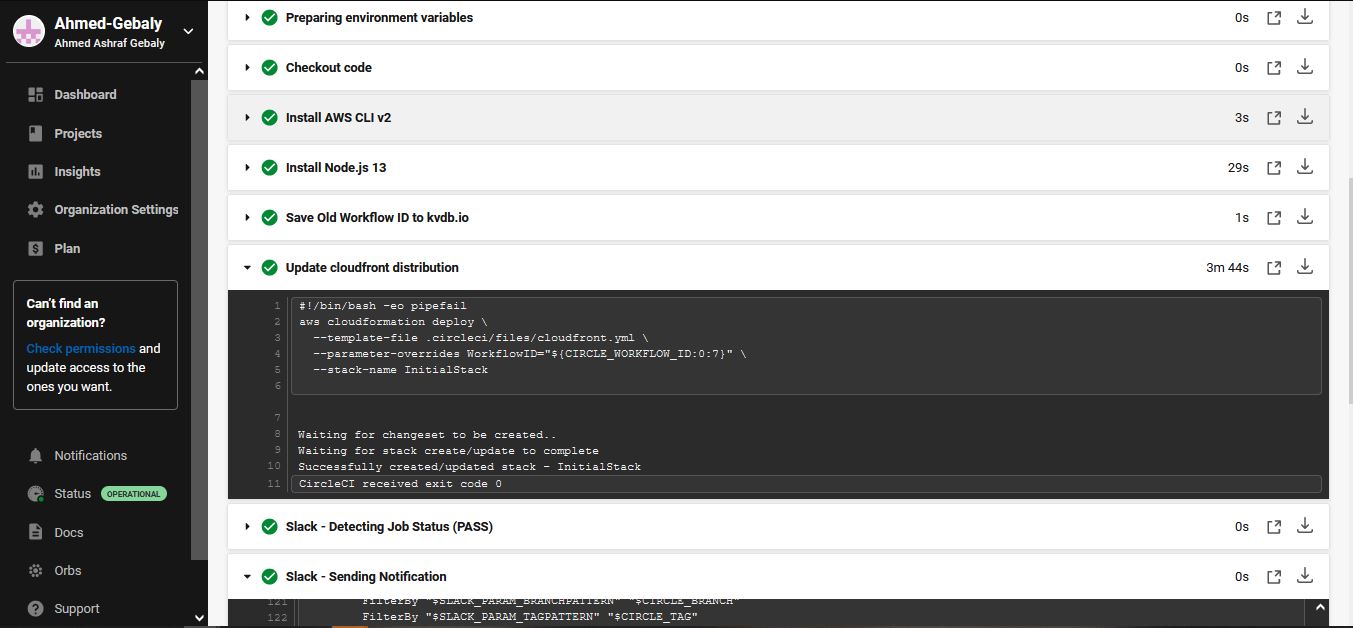 Ahmed-Gebaly
Ahmed Ashraf Gebaly
Dashboard
Projects
Insights
Organization Settings
Plan
Can't find an
organization?
Check permissions and
update access to the
ones you want.
Notifications
Status OPERATIONAL
Docs
Orbs
Support
Preparing environment variables 0s
Checkout code 0s
Install AWS CLI v2 3s
Install Node.js 13 29s
Save Old Workflow ID to kvdb.io 1s
Update cloudfront distribution 3m 44s
1 #!/bin/bash -eo pipefail
2 aws cloudformation deploy \
3 --template-file .circleci/files/cloudfront.yml \
4 --parameter-overrides WorkflowID="${CIRCLE_WORKFLOW_ID:0:7}" \
5 --stack-name InitialStack
6
7
8 Waiting for changeset to be created..
9 Waiting for stack create/update to complete
10 Successfully created/updated stack - InitialStack
11 CircleCI received exit code 0
Slack - Detecting Job Status (PASS) 0s
Slack - Sending Notification 0s
121 FilterBy "$SLACK_PARAM_BRANCHPATTERN" "$CIRCLE_BRANCH"
122 FilterBy "$SLACK_PARAM_TAGPATTERN" "$CIRCLE_TAG"